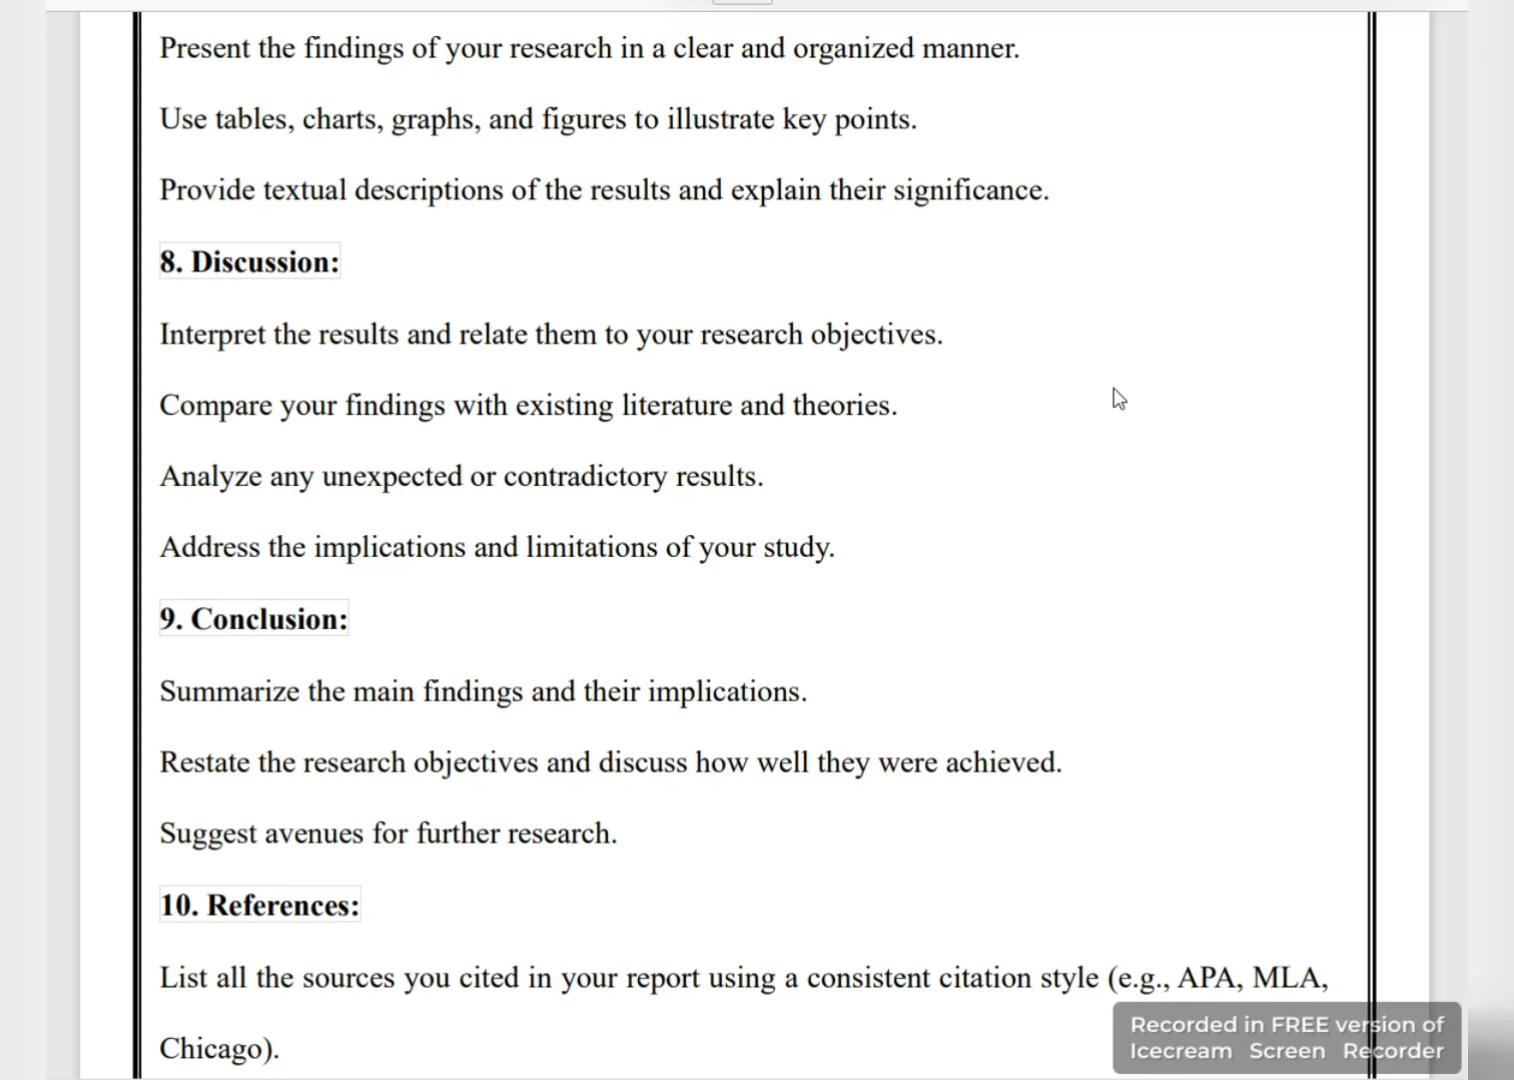 Present the findings of your research in a clear and organized manner.
Use tables, charts, graphs, and figures to illustrate key points.
Provide textual descriptions of the results and explain their significance.
8. Discussion:
Interpret the results and relate them to your research objectives.
Compare your findings with existing literature and theories.
Analyze any unexpected or contradictory results.
Address the implications and limitations of your study.
9. Conclusion:
Summarize the main findings and their implications.
Restate the research objectives and discuss how well they were achieved.
Suggest avenues for further research.
10. References:
List all the sources you cited in your report using a consistent citation style (e.g., APA, MLA,
Chicago).
Recorded in FREE version of
Icecream Screen Recorder